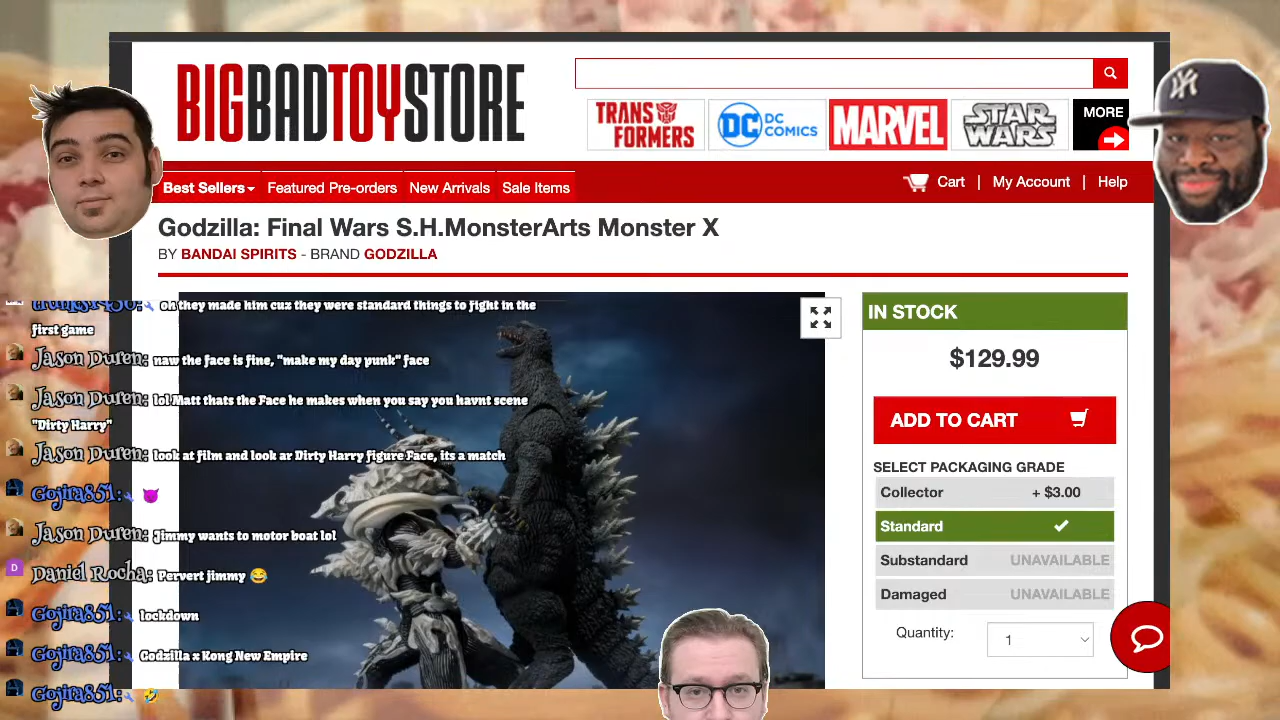 BIGBADTOYSTORE
TRANSFORMERS
DC COMICS
MARVEL
STAR WARS
MORE
Best Sellers
Featured Pre-orders
New Arrivals
Sale Items
Cart | My Account | Help
Godzilla: Final Wars S.H.MonsterArts Monster X
BY BANDAI SPIRITS - BRAND GODZILLA
oh they made him cuz they were standard things to fight in the
first game
Jason Duren: naw the face is fine, "make my day punk" face
Jason Duren: lol Matt thats the Face he makes when you say you havnt scene
"Dirty Harry"
Jason Duren: look at film and look ar Dirty Harry figure Face, its a match
Gojira851: 😈
Jason Duren: Jimmy wants to motor boat lol
D
Daniel Rocha: Pervert jimmy 😂
Gojira851: lockdown
Gojira851: Godzilla x Kong New Empire
Gojira851: 🤣
IN STOCK
$129.99
ADD TO CART
SELECT PACKAGING GRADE
Collector + $3.00
Standard
Substandard UNAVAILABLE
Damaged UNAVAILABLE
Quantity: 1